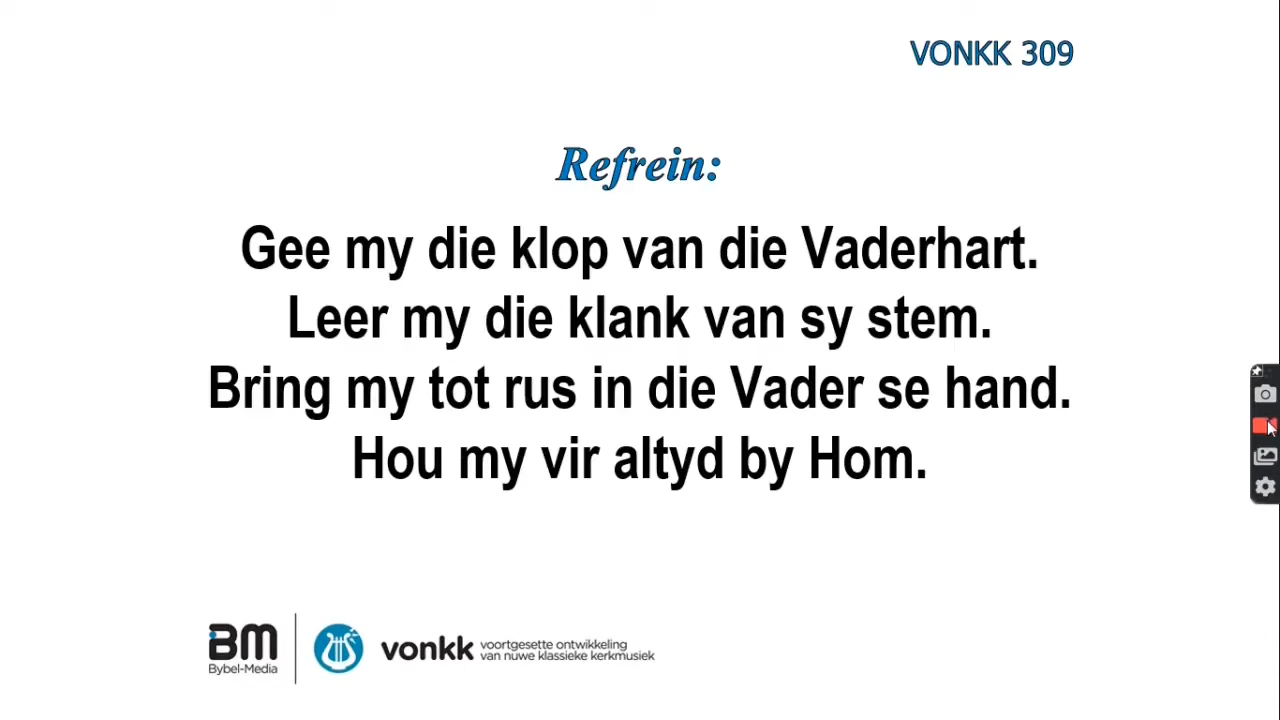 VONKK 309
Refrein:
Gee my die klop van die Vaderhart.
Leer my die klank van sy stem.
Bring my tot rus in die Vader se hand.
Hou my vir altyd by Hom.
BM
Bybel-Media
vonkk
voortgesette ontwikkeling
van nuwe klassieke kerkmusiek